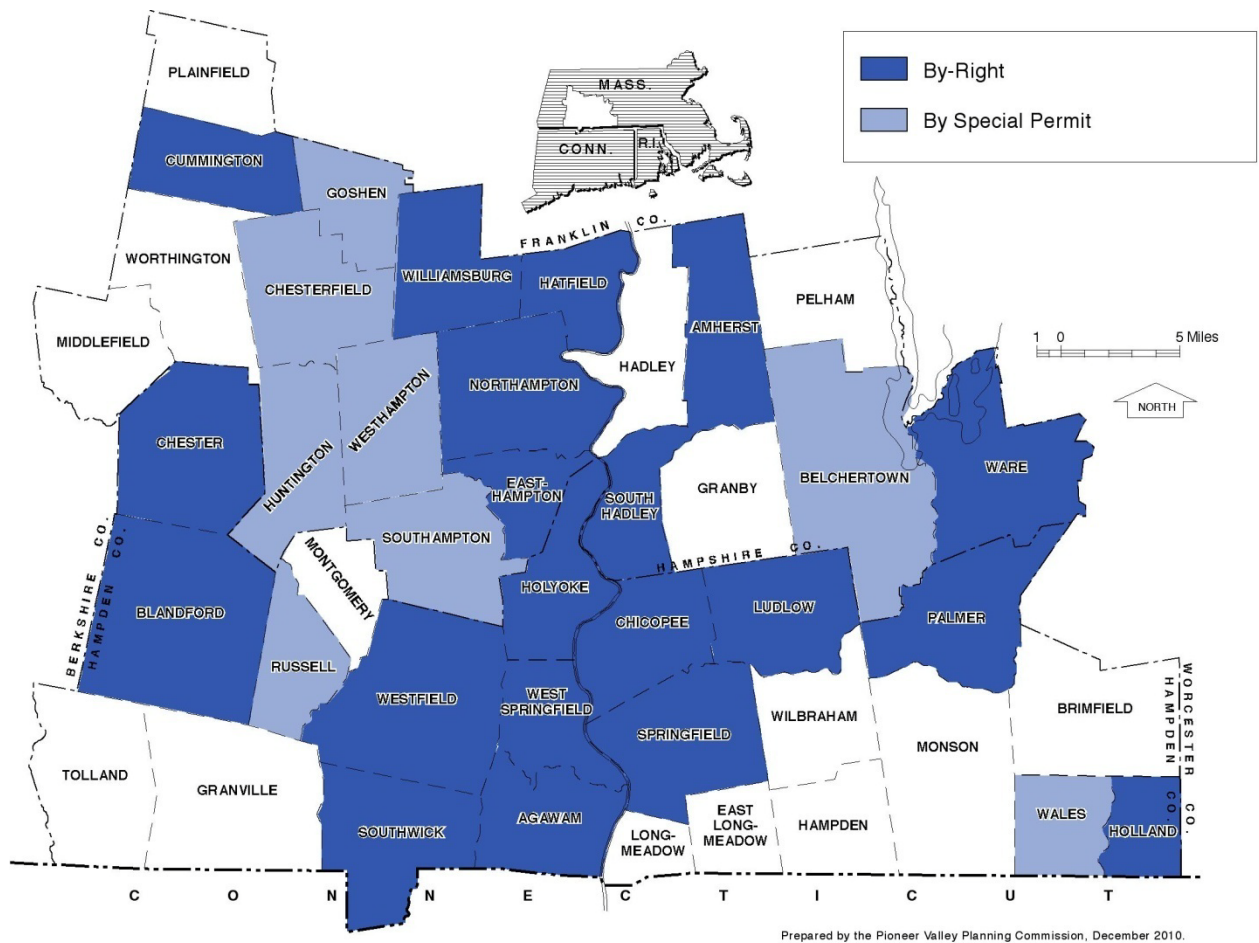 By-Right
By Special Permit
MASS.
CONN.
R.I.
PLAINFIELD
CUMMINGTON
GOSHEN
FRANKLIN CO.
WORTHINGTON
CHESTERFIELD
WILLIAMSBURG
HATFIELD
AMHERST
PELHAM
1 0 5 Miles
MIDDLEFIELD
HADLEY
NORTHAMPTON
WESTHAMPTON
NORTH
CHESTER
HUNTINGTON
EAST-
HAMPTON
SOUTH
HADLEY
GRANBY
BELCHERTOWN
WARE
SOUTHAMPTON
MONTGOMERY
HAMPSHIRE CO.
BERKSHIRE CO.
HAMPDEN CO.
BLANDFORD
HOLYOKE
CHICOPEE
LUDLOW
PALMER
RUSSELL
WESTFIELD
WEST
SPRINGFIELD
SPRINGFIELD
WILBRAHAM
MONSON
BRIMFIELD
WORCESTER CO.
HAMPDEN CO.
TOLLAND
GRANVILLE
SOUTHWICK
AGAWAM
LONG-
MEADOW
EAST
LONG-
MEADOW
HAMPDEN
WALES
HOLLAND
CONNECTICUT
Prepared by the Pioneer Valley Planning Commission, December 2010.